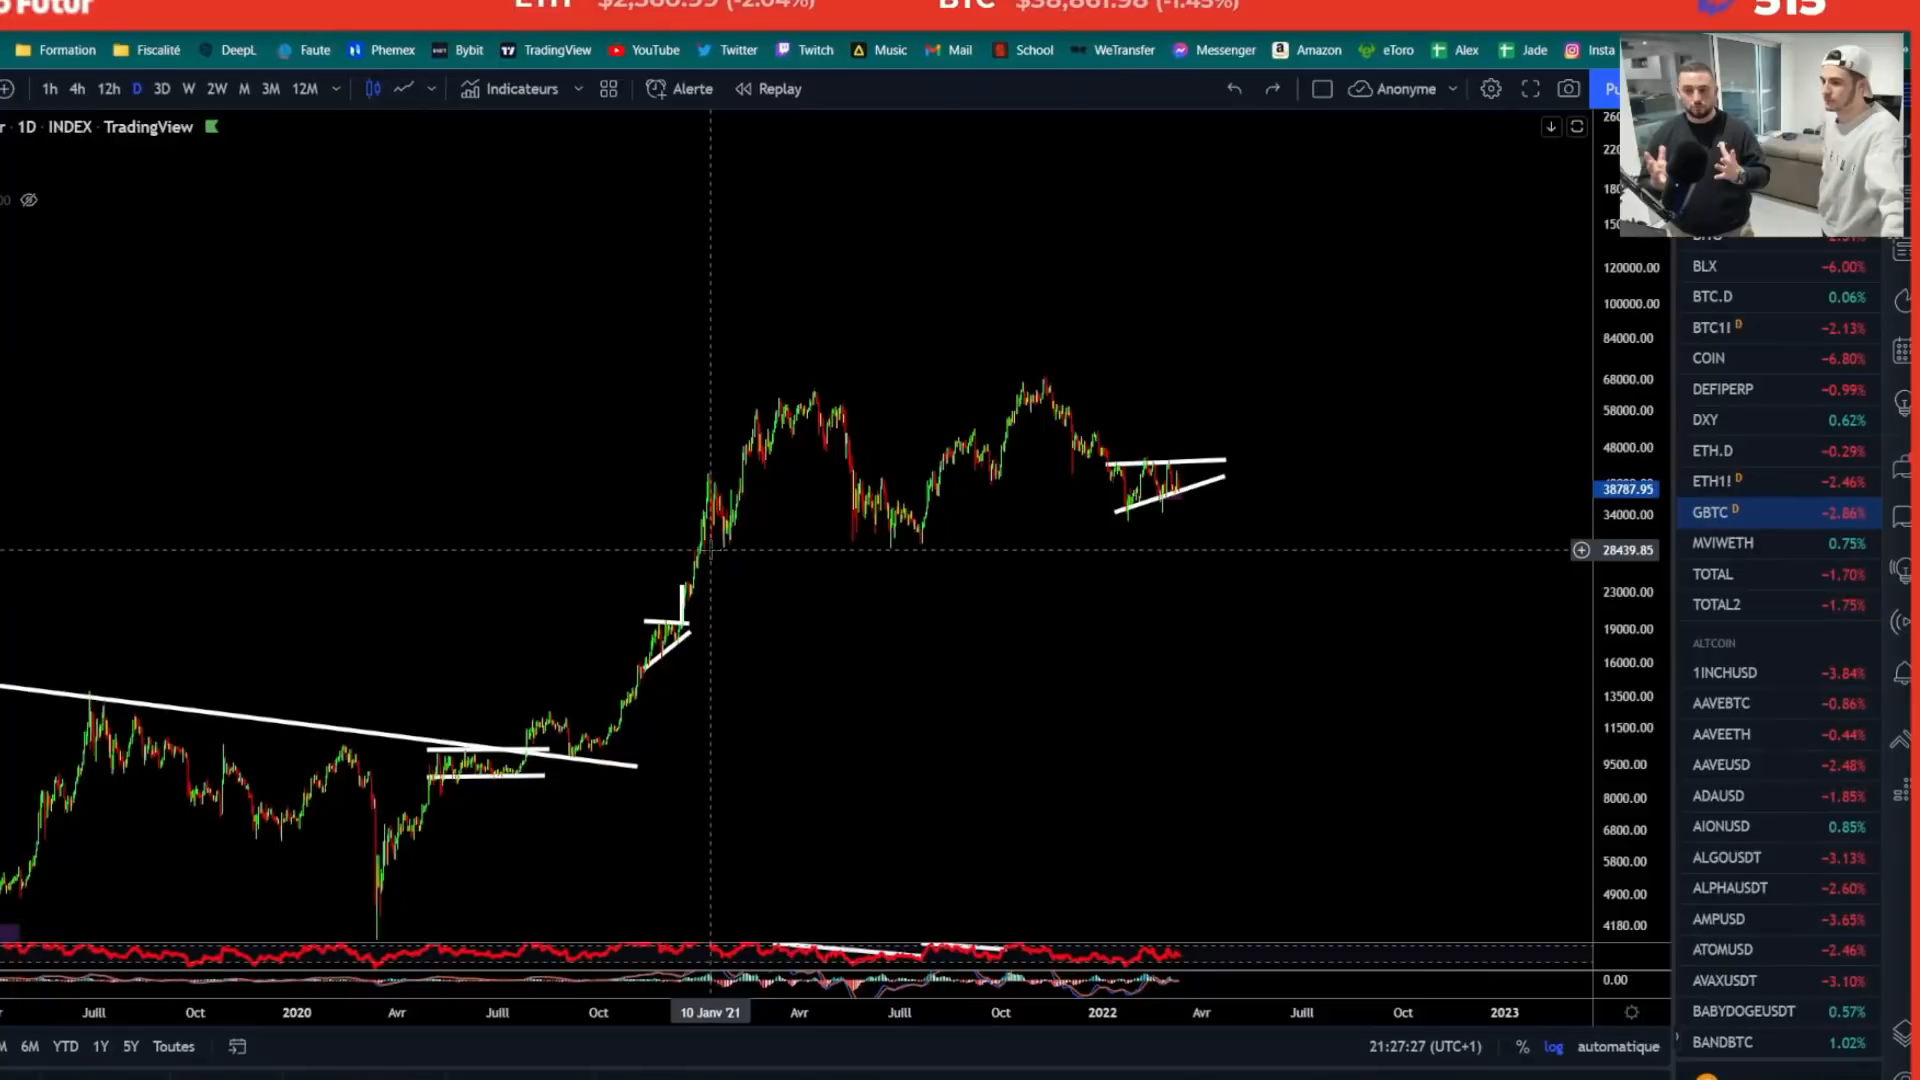 Futur ETH $2,580.99 (-2.04%) BTC $38,861.98 (-1.45%) 515
Formation Fiscalité DeepL Faute Phemex Bybit TradingView YouTube Twitter Twitch Music Mail School WeTransfer Messenger Amazon eToro Alex Jade Insta
1h 4h 12h D 3D W 2W M 3M 12M Indicateurs Alerte Replay Anonyme Pu
1D · INDEX · TradingView
120000.00
100000.00
84000.00
68000.00
58000.00
48000.00
38787.95
34000.00
28439.85
23000.00
19000.00
16000.00
13500.00
11500.00
9500.00
8000.00
6800.00
5800.00
4900.00
4180.00
0.00
BLX -6.00%
BTC.D 0.06%
BTC1! D -2.13%
COIN -6.80%
DEFIPERP -0.99%
DXY 0.62%
ETH.D -0.29%
ETH1! D -2.46%
GBTC D -2.86%
MVIWETH 0.75%
TOTAL -1.70%
TOTAL2 -1.75%
ALTCOIN
1INCHUSD -3.84%
AAVEBTC -0.86%
AAVEETH -0.44%
AAVEUSD -2.48%
ADAUSD -1.85%
AIONUSD 0.85%
ALGOUSDT -3.13%
ALPHAUSDT -2.60%
AMPUSD -3.65%
ATOMUSD -2.46%
AVAXUSDT -3.10%
BABYDOGEUSDT 0.57%
BANDBTC 1.02%
Juill Oct 2020 Avr Juill Oct 10 Janv '21 Avr Juill Oct 2022 Avr Juill Oct 2023
6M YTD 1Y 5Y Toutes 21:27:27 (UTC+1) % log automatique